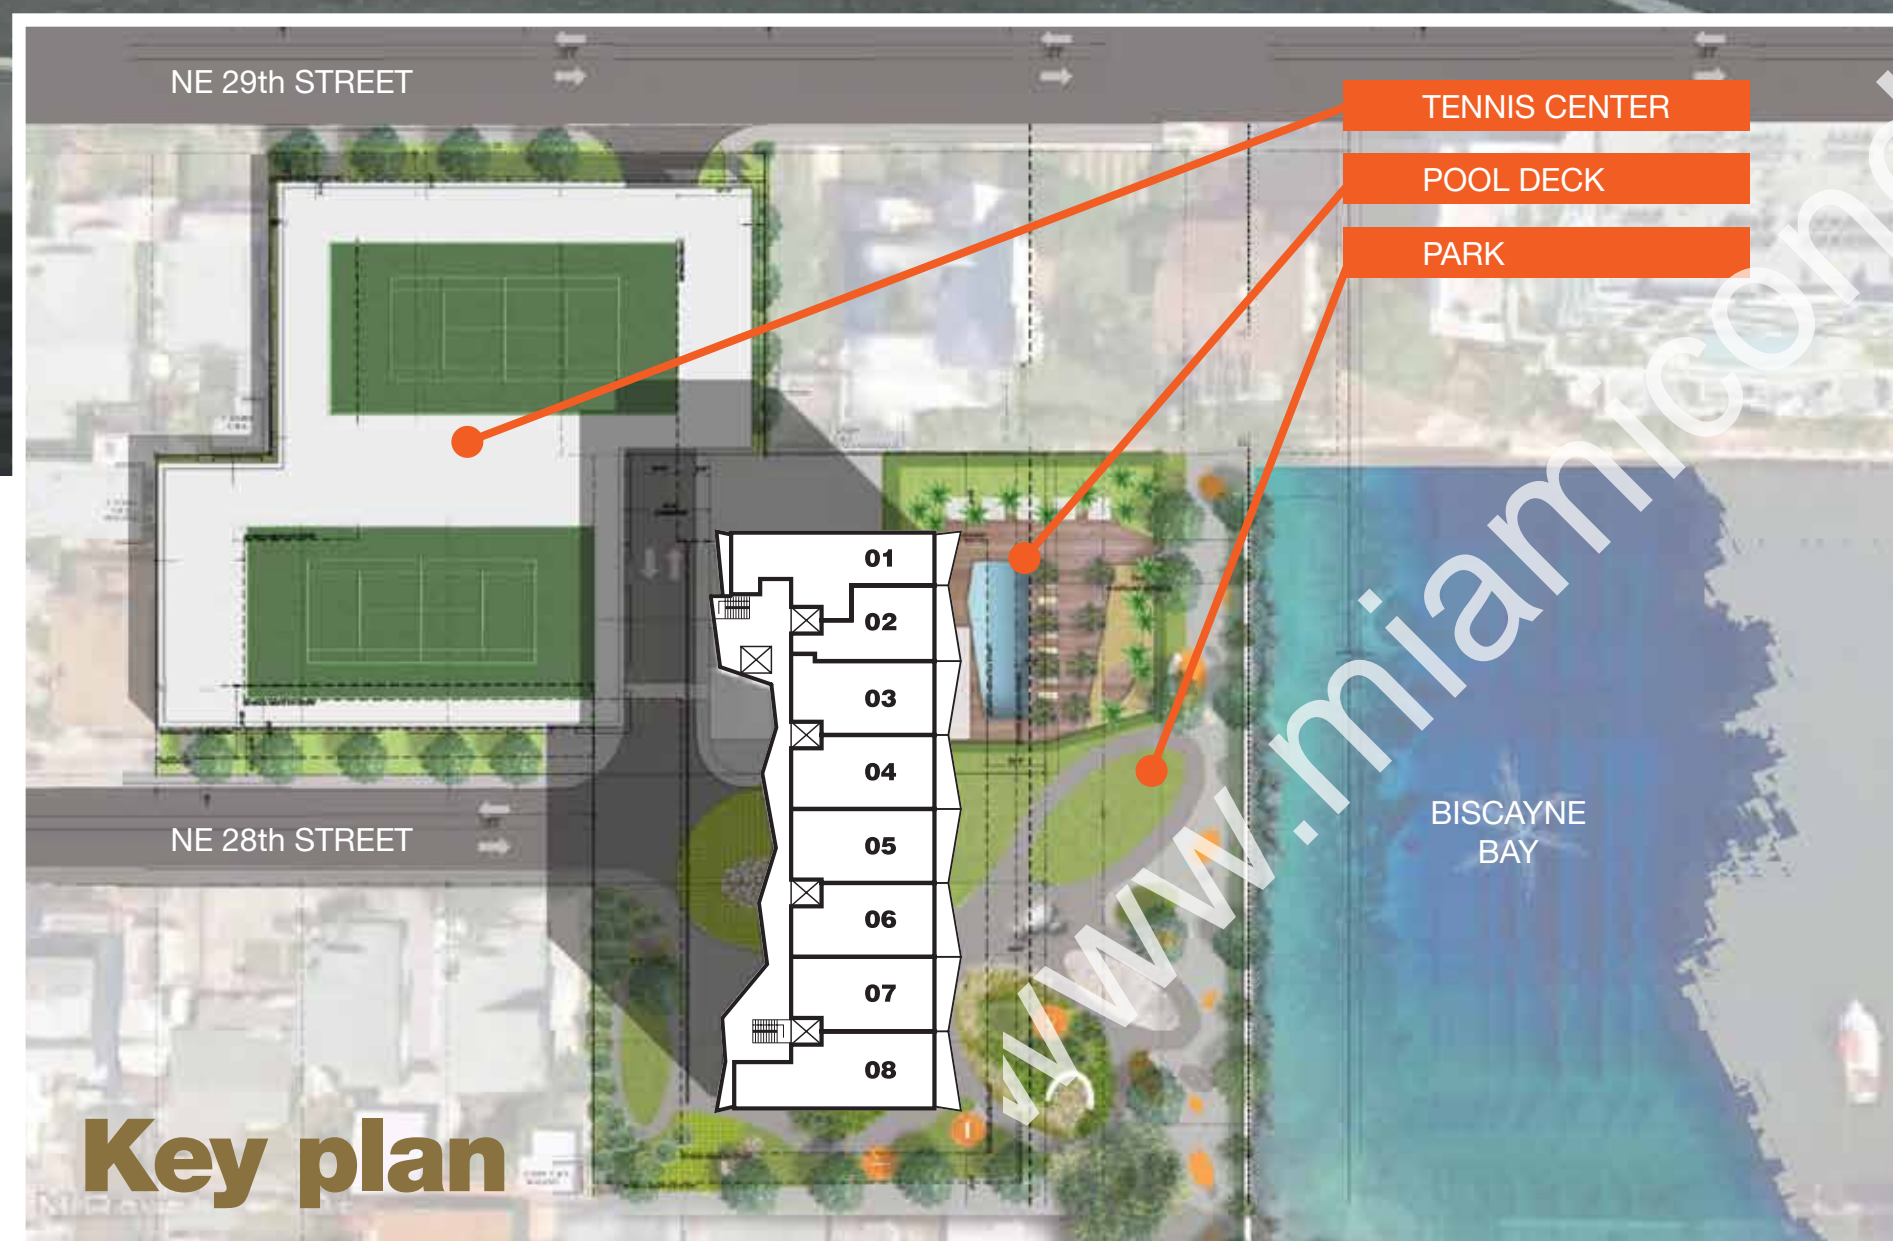 NE 29th STREET
TENNIS CENTER
POOL DECK
PARK
01
02
03
04
05
06
07
08
NE 28th STREET
BISCAYNE
BAY
Key plan
www.miamicon